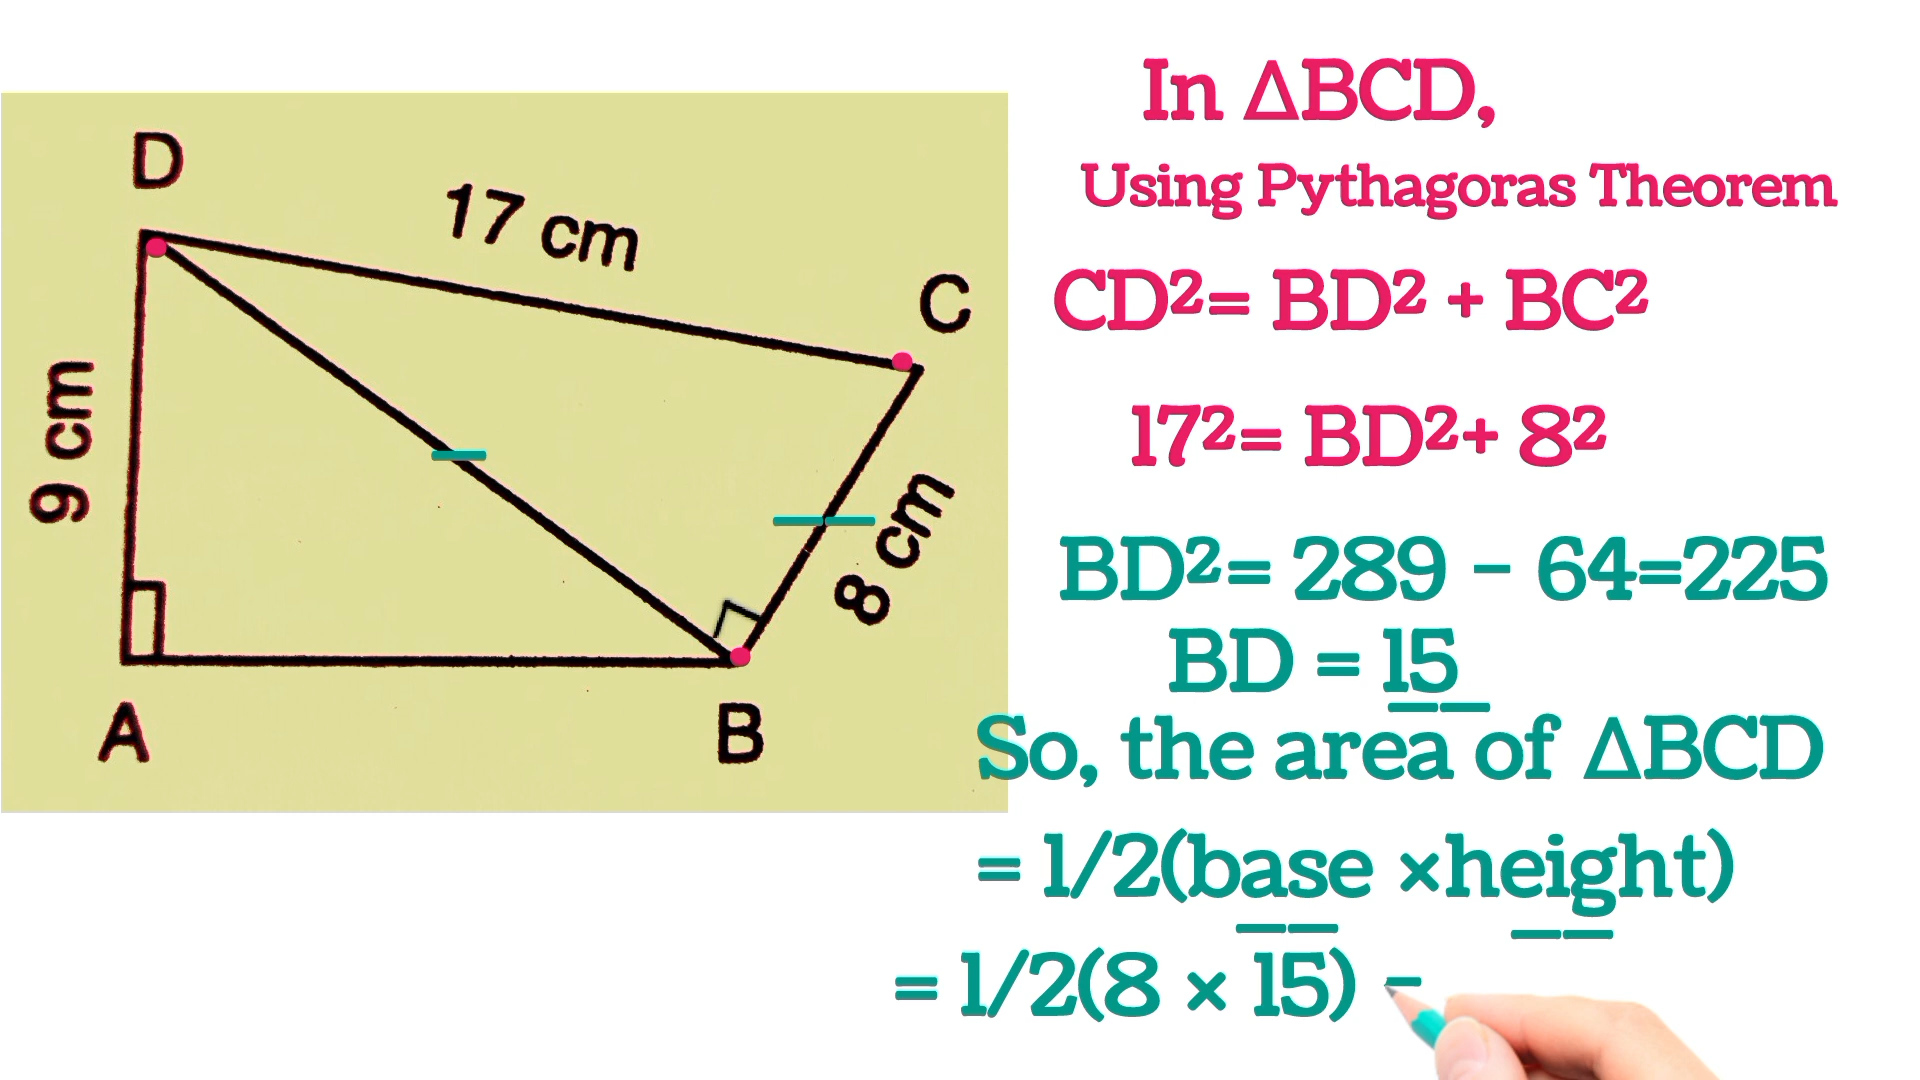 D
17 cm
C
9 cm
8 cm
A
B
In ΔBCD,
Using Pythagoras Theorem
CD²= BD² + BC²
17²= BD²+ 8²
BD²= 289 - 64=225
BD = 15
So, the area of ΔBCD
= 1/2(base ×height)
= 1/2(8 × 15) -